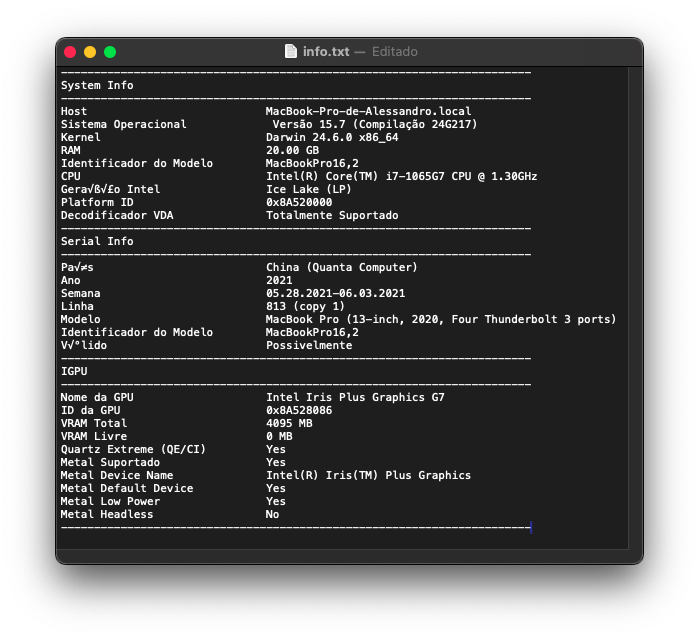 info.txt — Editado
System Info
Host MacBook-Pro-de-Alessandro.local
Sistema Operacional Versão 15.7 (Compilação 24G217)
Kernel Darwin 24.6.0 x86_64
RAM 20.00 GB
Identificador do Modelo MacBookPro16,2
CPU Intel(R) Core(TM) i7-1065G7 CPU @ 1.30GHz
Gera√ß√£o Intel Ice Lake (LP)
Platform ID 0x8A520000
Decodificador VDA Totalmente Suportado
Serial Info
Pa√≠s China (Quanta Computer)
Ano 2021
Semana 05.28.2021-06.03.2021
Linha 813 (copy 1)
Modelo MacBook Pro (13-inch, 2020, Four Thunderbolt 3 ports)
Identificador do Modelo MacBookPro16,2
V√°lido Possivelmente
IGPU
Nome da GPU Intel Iris Plus Graphics G7
ID da GPU 0x8A528086
VRAM Total 4095 MB
VRAM Livre 0 MB
Quartz Extreme (QE/CI) Yes
Metal Suportado Yes
Metal Device Name Intel(R) Iris(TM) Plus Graphics
Metal Default Device Yes
Metal Low Power Yes
Metal Headless No